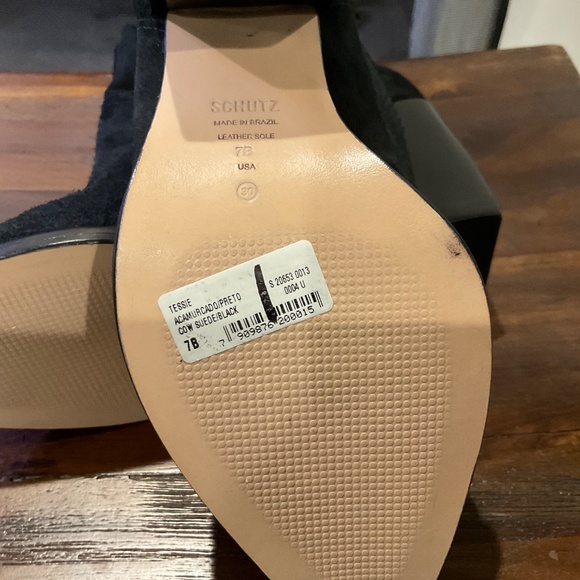 SCHUTZ
MADE IN BRAZIL
LEATHER SOLE
7B
USA
TESSIE
ACAMURCADO/PRETO
COW SUEDE/BLACK
7B
S 20653 0013
0004 U
7 909876 200015